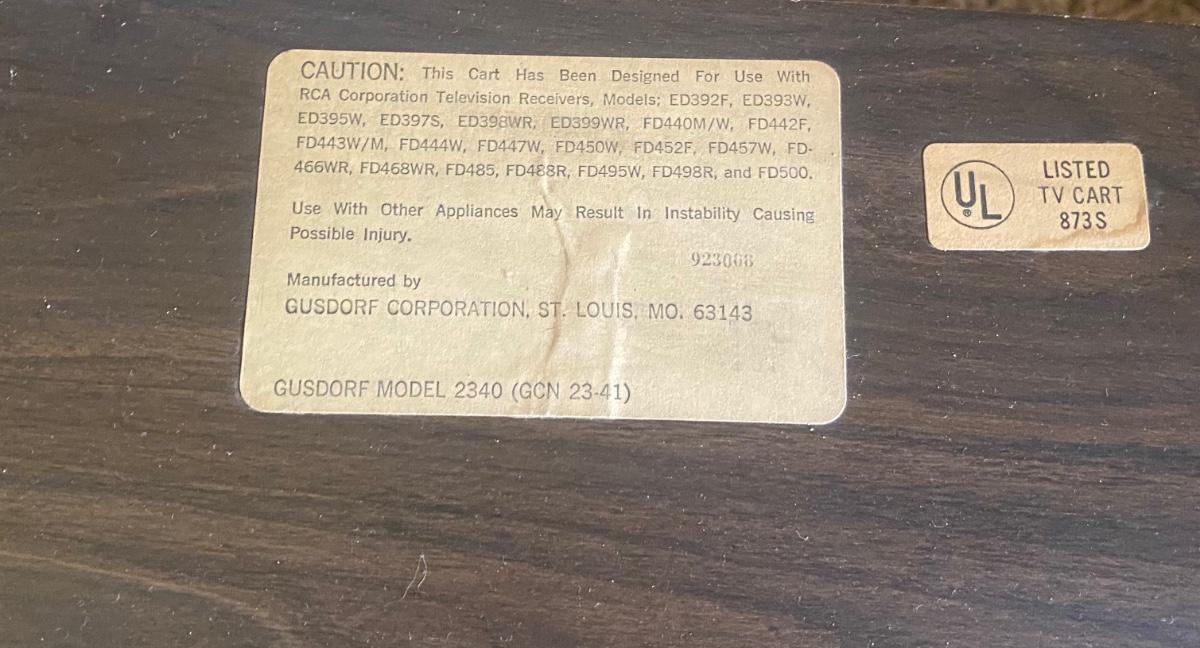 CAUTION: This Cart Has Been Designed For Use With
RCA Corporation Television Receivers, Models; ED392F, ED393W,
ED395W, ED397S, ED398WR, ED399WR, FD440M/W, FD442F,
FD443W/M, FD444W, FD447W, FD450W, FD452F, FD457W, FD-
466WR, FD468WR, FD485, FD488R, FD495W, FD498R, and FD500.
Use With Other Appliances May Result In Instability Causing
Possible Injury.
923068
Manufactured by
GUSDORF CORPORATION, ST. LOUIS, MO. 63143
GUSDORF MODEL 2340 (GCN 23-41)
UL ®
LISTED
TV CART
873S